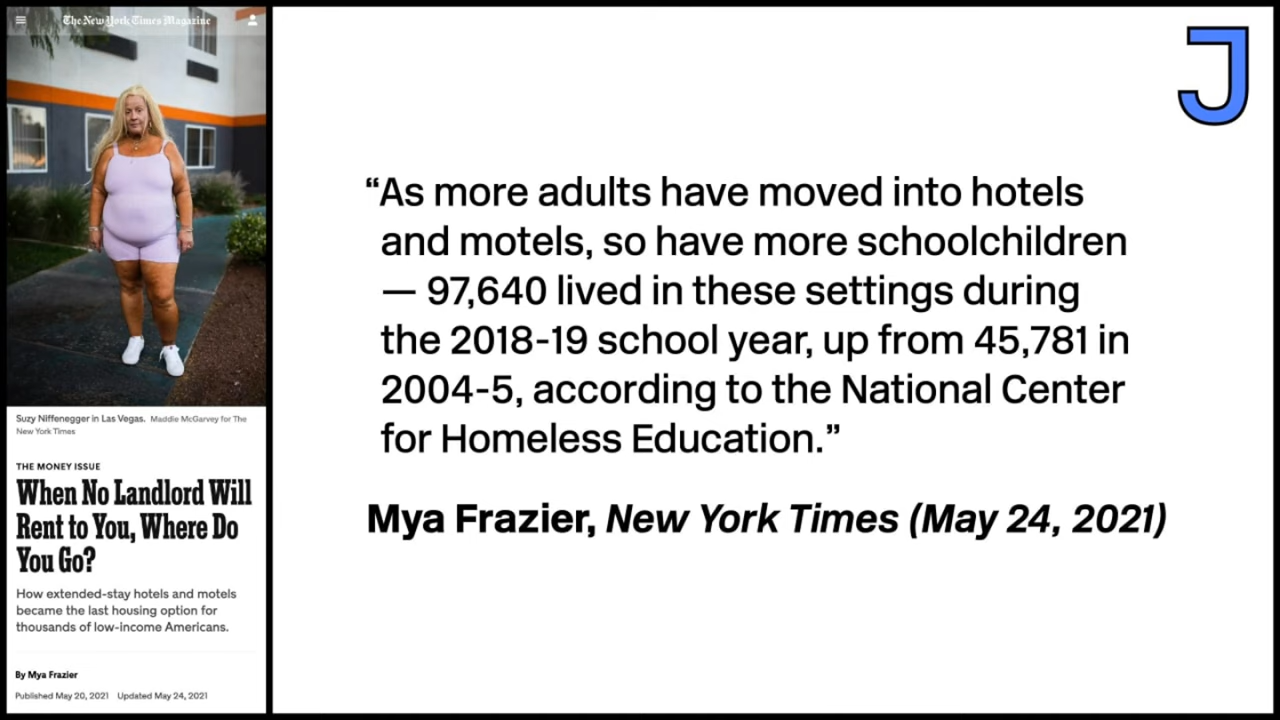 The New York Times Magazine
Suzy Niffenegger in Las Vegas. Maddie McGarvey for The
New York Times
THE MONEY ISSUE
When No Landlord Will
Rent to You, Where Do
You Go?
How extended-stay hotels and motels
became the last housing option for
thousands of low-income Americans.
By Mya Frazier
Published May 20, 2021 Updated May 24, 2021
J
“As more adults have moved into hotels
and motels, so have more schoolchildren
— 97,640 lived in these settings during
the 2018-19 school year, up from 45,781 in
2004-5, according to the National Center
for Homeless Education.”
Mya Frazier, New York Times (May 24, 2021)